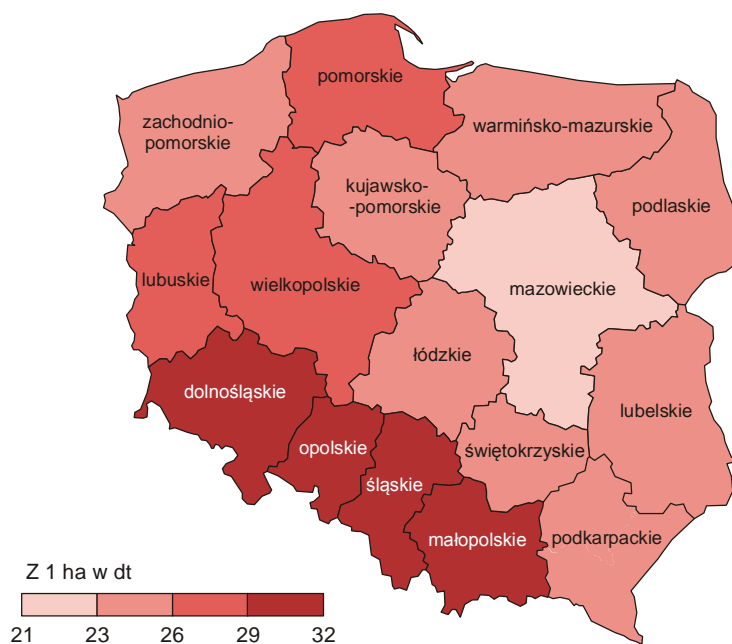 pomorskie
zachodnio-
pomorskie
warmińsko-mazurskie
kujawsko-
-pomorskie
podlaskie
lubuskie
wielkopolskie
mazowieckie
łódzkie
dolnośląskie
lubelskie
opolskie
świętokrzyskie
śląskie
małopolskie
podkarpackie
Z 1 ha w dt
21 23 26 29 32